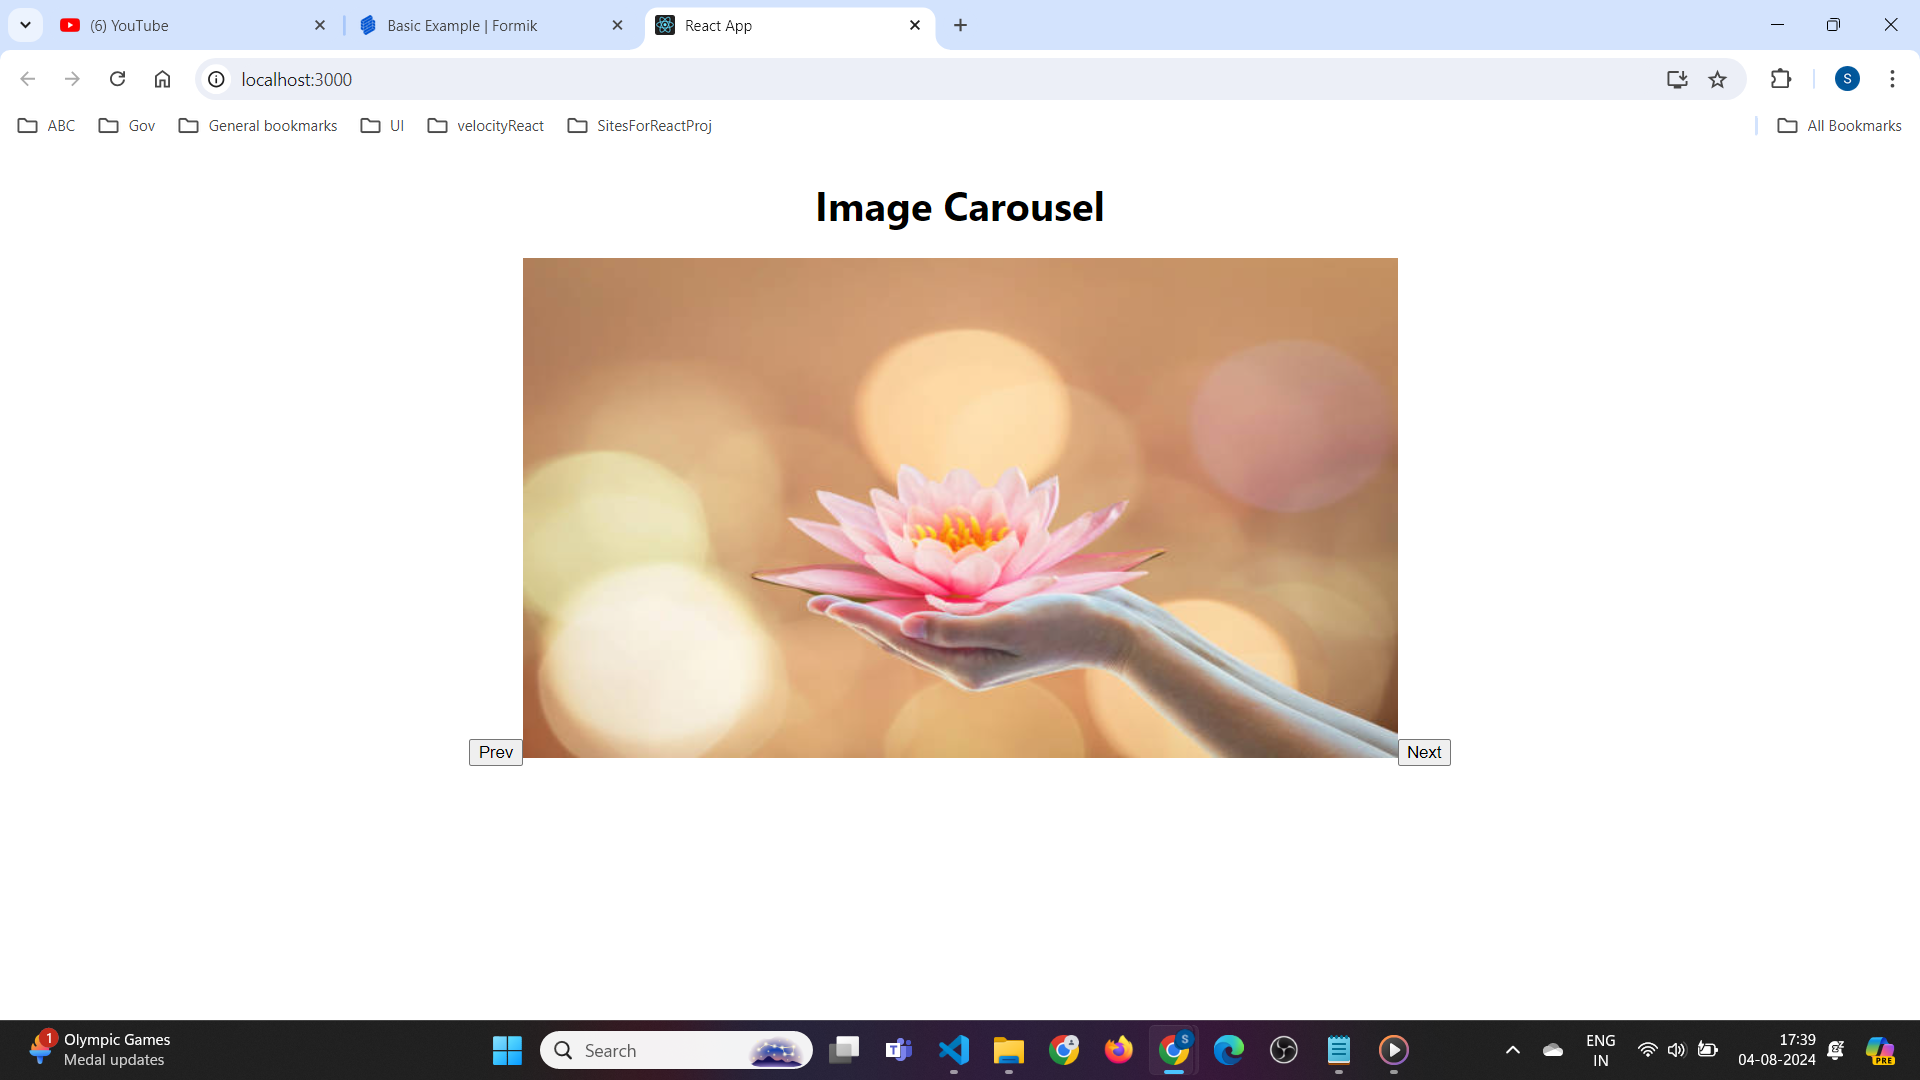 (6) YouTube
Basic Example | Formik
React App
localhost:3000
S
ABC
Gov
General bookmarks
UI
velocityReact
SitesForReactProj
All Bookmarks
Image Carousel
Prev
Next
1
Olympic Games
Medal updates
Search
T
S
ENG
IN
17:39
04-08-2024
PRE